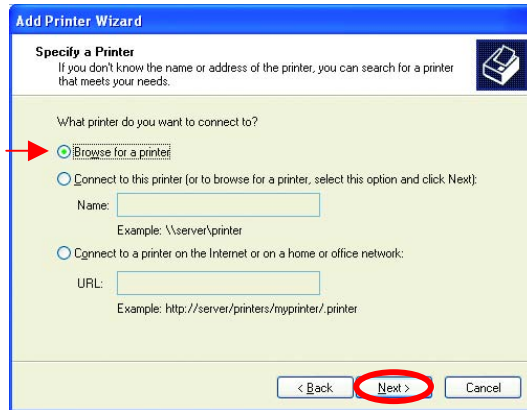 Add Printer Wizard
Specify a Printer
If you don't know the name or address of the printer, you can search for a printer
that meets your needs.
What printer do you want to connect to?
Browse for a printer
Connect to this printer (or to browse for a printer, select this option and click Next):
Name:
Example: \\server\printer
Connect to a printer on the Internet or on a home or office network:
URL:
Example: http://server/printers/myprinter/.printer
< Back
Next >
Cancel